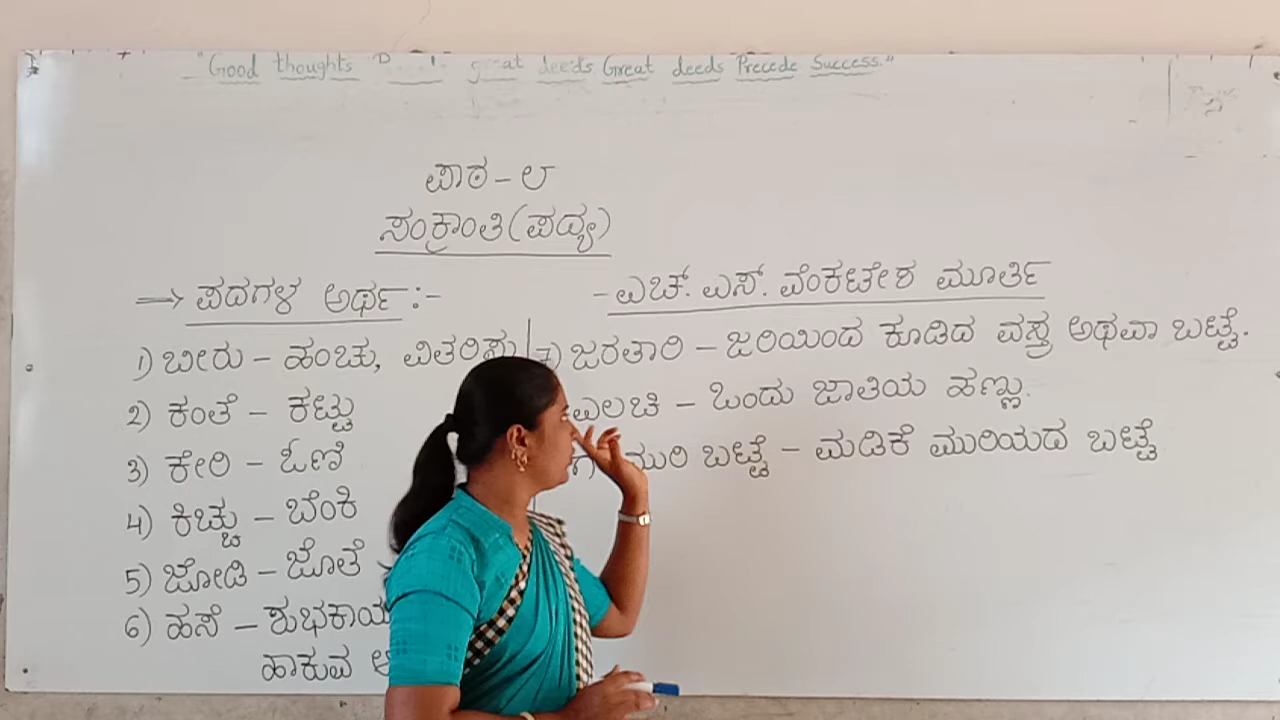 "Good thoughts great deeds Great deeds Precede Success."
ಪಾಠ - ೮
ಸಂಕ್ರಾಂತಿ (ಪದ್ಯ)
- ಎಚ್. ಎಸ್. ವೆಂಕಟೇಶ ಮೂರ್ತಿ
→ ಪದಗಳ ಅರ್ಥ :-
1) ಬೀರು - ಹಂಚು, ವಿತರಿಸು
2) ಕಂತೆ - ಕಟ್ಟು
3) ಕೇರಿ - ಓಣಿ
4) ಕಿಚ್ಚು - ಬೆಂಕಿ
5) ಜೋಡಿ - ಜೊತೆ
6) ಹಸೆ - ಶುಭಕಾರ್ಯ
ಹಾಕುವ
7) ಜರತಾರಿ - ಜರಿಯಿಂದ ಕೂಡಿದ ವಸ್ತ್ರ ಅಥವಾ ಬಟ್ಟೆ.
ಎಲಚಿ - ಒಂದು ಜಾತಿಯ ಹಣ್ಣು.
ಮುರಿ ಬಟ್ಟೆ - ಮಡಿಕೆ ಮುರಿಯದ ಬಟ್ಟೆ